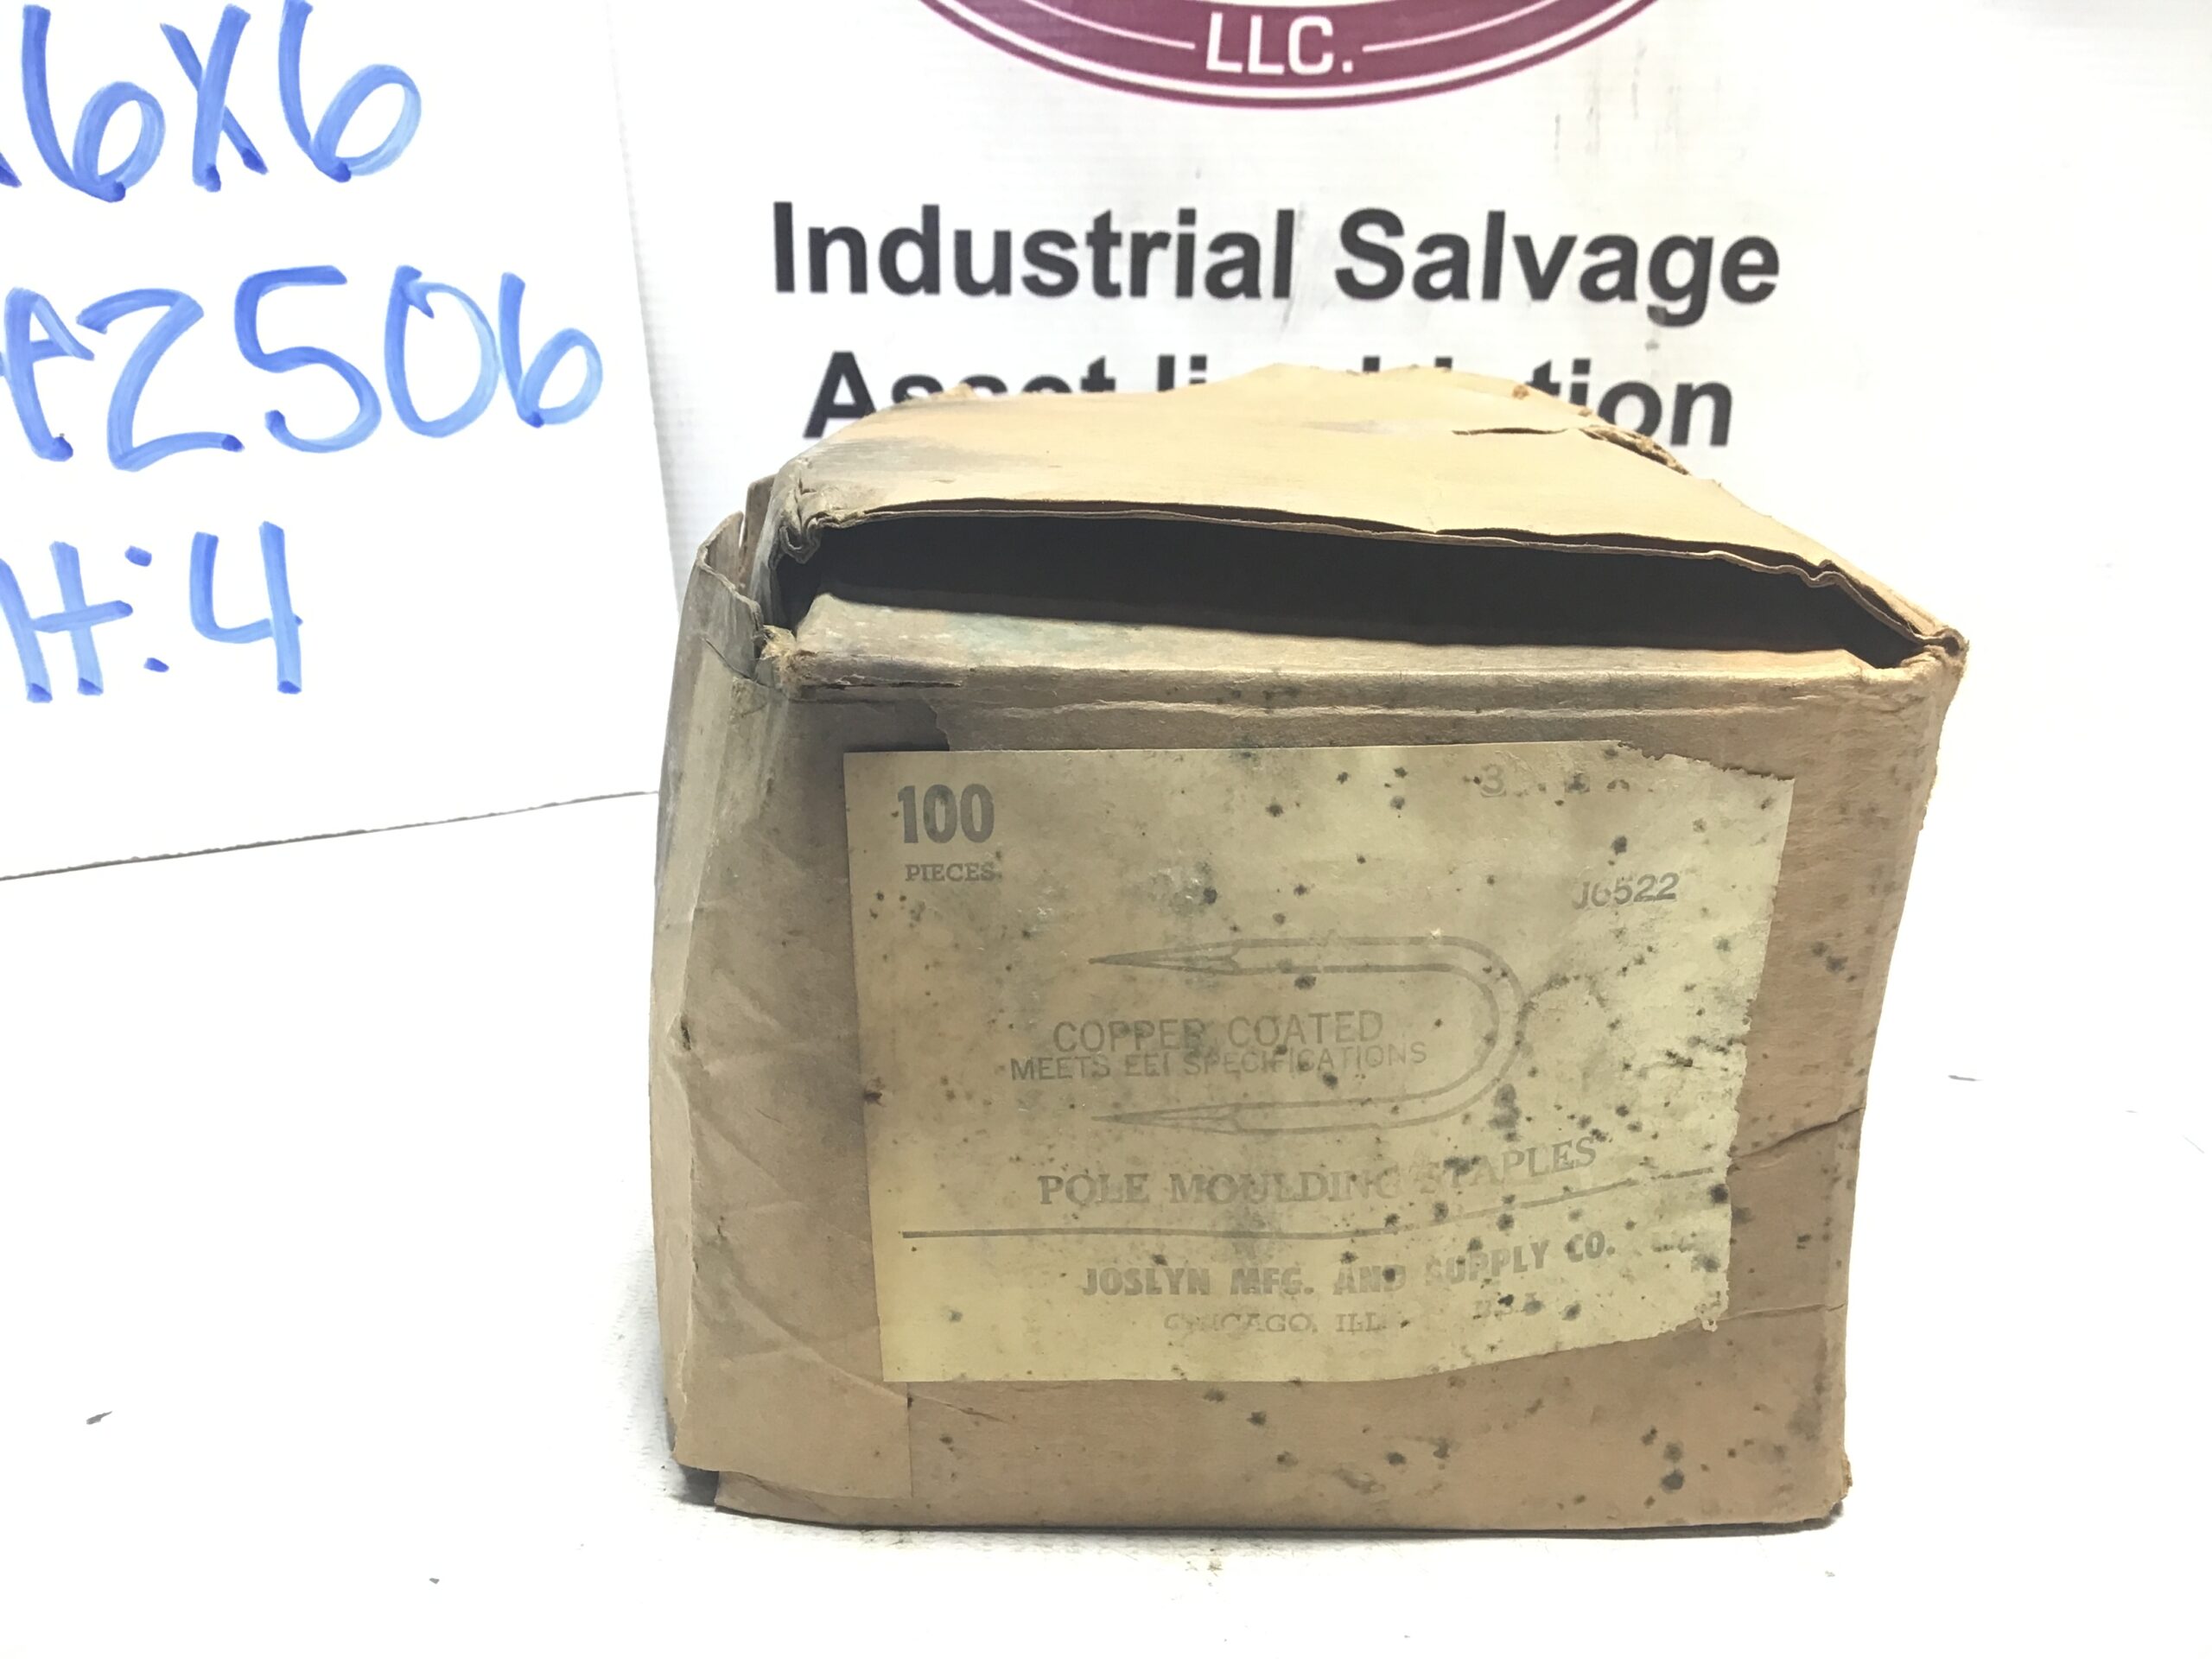 6X6
A2506
H:4
LLC.
Industrial Salvage
100
PIECES
3
J6522
COPPER COATED
MEETS EEI SPECIFICATIONS
POLE MOULDING STAPLES
JOSLYN MFG. AND SUPPLY CO.
CHICAGO, ILL. U.S.A.